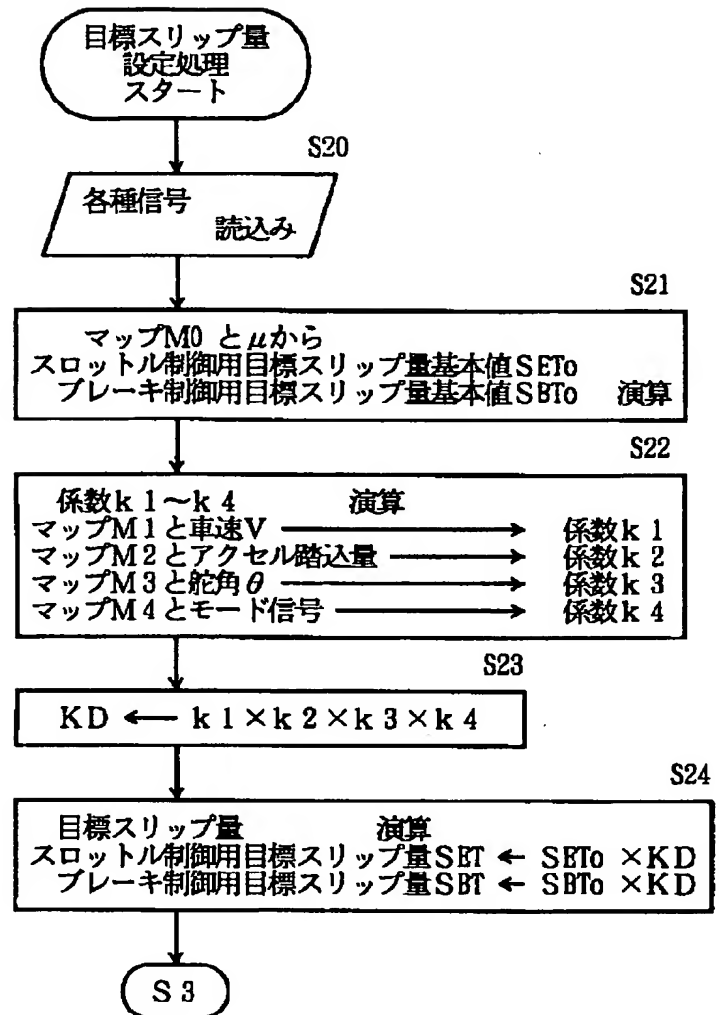 目標スリップ量
設定処理
スタート
S20
各種信号
読込み
S21
マップM0 とμから
スロットル制御用目標スリップ量基本値SETo
ブレーキ制御用目標スリップ量基本値SBTo 演算
S22
係数k1～k4 演算
マップM1と車速V → 係数k1
マップM2とアクセル踏込量 → 係数k2
マップM3と舵角θ → 係数k3
マップM4とモード信号 → 係数k4
S23
KD ← k1×k2×k3×k4
S24
目標スリップ量 演算
スロットル制御用目標スリップ量SET ← SETo ×KD
ブレーキ制御用目標スリップ量SBT ← SBTo ×KD
S3